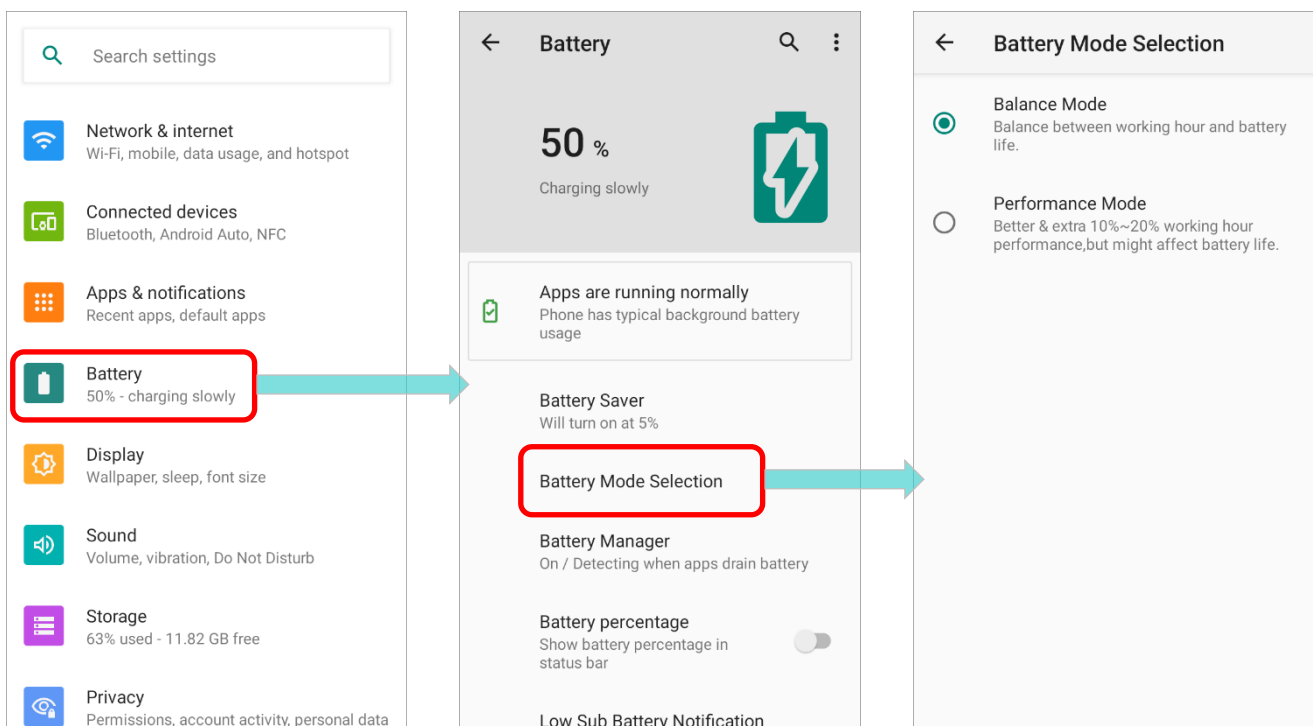 Search settings
Network & internet
Wi-Fi, mobile, data usage, and hotspot
Connected devices
Bluetooth, Android Auto, NFC
Apps & notifications
Recent apps, default apps
Battery
50% - charging slowly
Display
Wallpaper, sleep, font size
Sound
Volume, vibration, Do Not Disturb
Storage
63% used - 11.82 GB free
Privacy
Permissions, account activity, personal data
Battery
50 %
Charging slowly
Apps are running normally
Phone has typical background battery
usage
Battery Saver
Will turn on at 5%
Battery Mode Selection
Battery Manager
On / Detecting when apps drain battery
Battery percentage
Show battery percentage in
status bar
Low Sub Battery Notification
Battery Mode Selection
Balance Mode
Balance between working hour and battery
life.
Performance Mode
Better & extra 10%~20% working hour
performance,but might affect battery life.